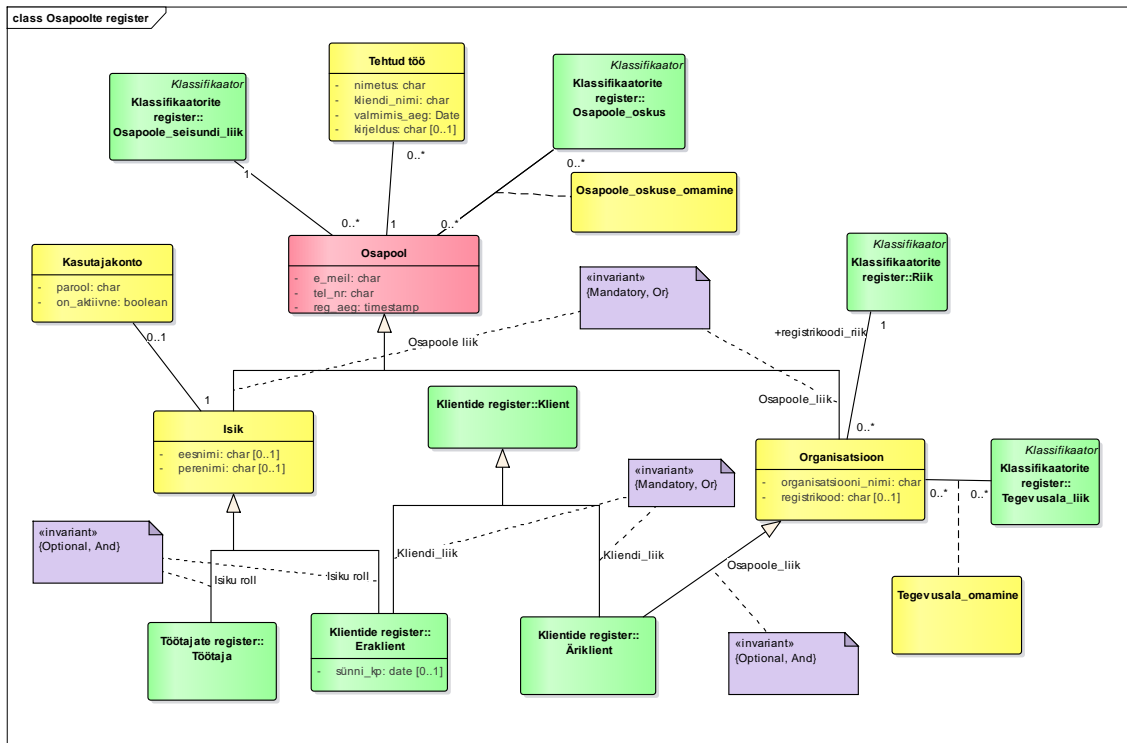 class Osapoolte register
Klassifikaator
Klassifikaatorite
register::
Osapoole_seisundi_liik
Tehtud töö
- nimetus: char
- kliendi_nimi: char
- valmimis_aeg: Date
- kirjeldus: char [0..1]
Klassifikaator
Klassifikaatorite
register::
Osapoole_oskus
0..*
0..*
1
Osapoole_oskuse_omamine
0..*
1
0..*
Osapool
- e_meil: char
- tel_nr: char
- reg_aeg: timestamp
Kasutajakonto
- parool: char
- on_aktiivne: boolean
«invariant»
{Mandatory, Or}
Klassifikaator
Klassifikaatorite
register::Riik
1
+registrikoodi_riik
0..1
Osapoole liik
Osapoole_liik
1
0..*
Isik
- eesnimi: char [0..1]
- perenimi: char [0..1]
Klientide register::Klient
Organisatsioon
- organisatsiooni_nimi: char
- registrikood: char [0..1]
Klassifikaator
Klassifikaatorite
register::
Tegevusala_liik
0..*
0..*
«invariant»
{Mandatory, Or}
«invariant»
{Optional, And}
Kliendi_liik
Kliendi_liik
Osapoole_liik
Isiku roll
Isiku roll
Tegevusala_omamine
Töötajate register::
Töötaja
Klientide register::
Eraklient
- sünni_kp: date [0..1]
Klientide register::
Äriklient
«invariant»
{Optional, And}